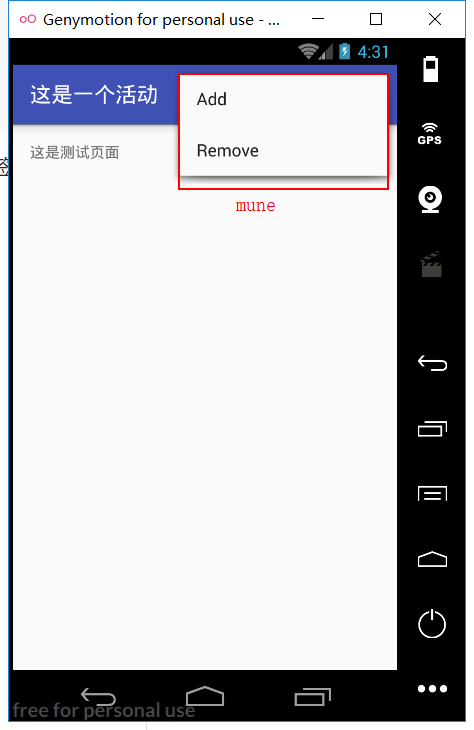 Genymotion for personal use - ...
4:31
这是一个活动
Add
这是测试页面
Remove
mune
GPS
free for personal use